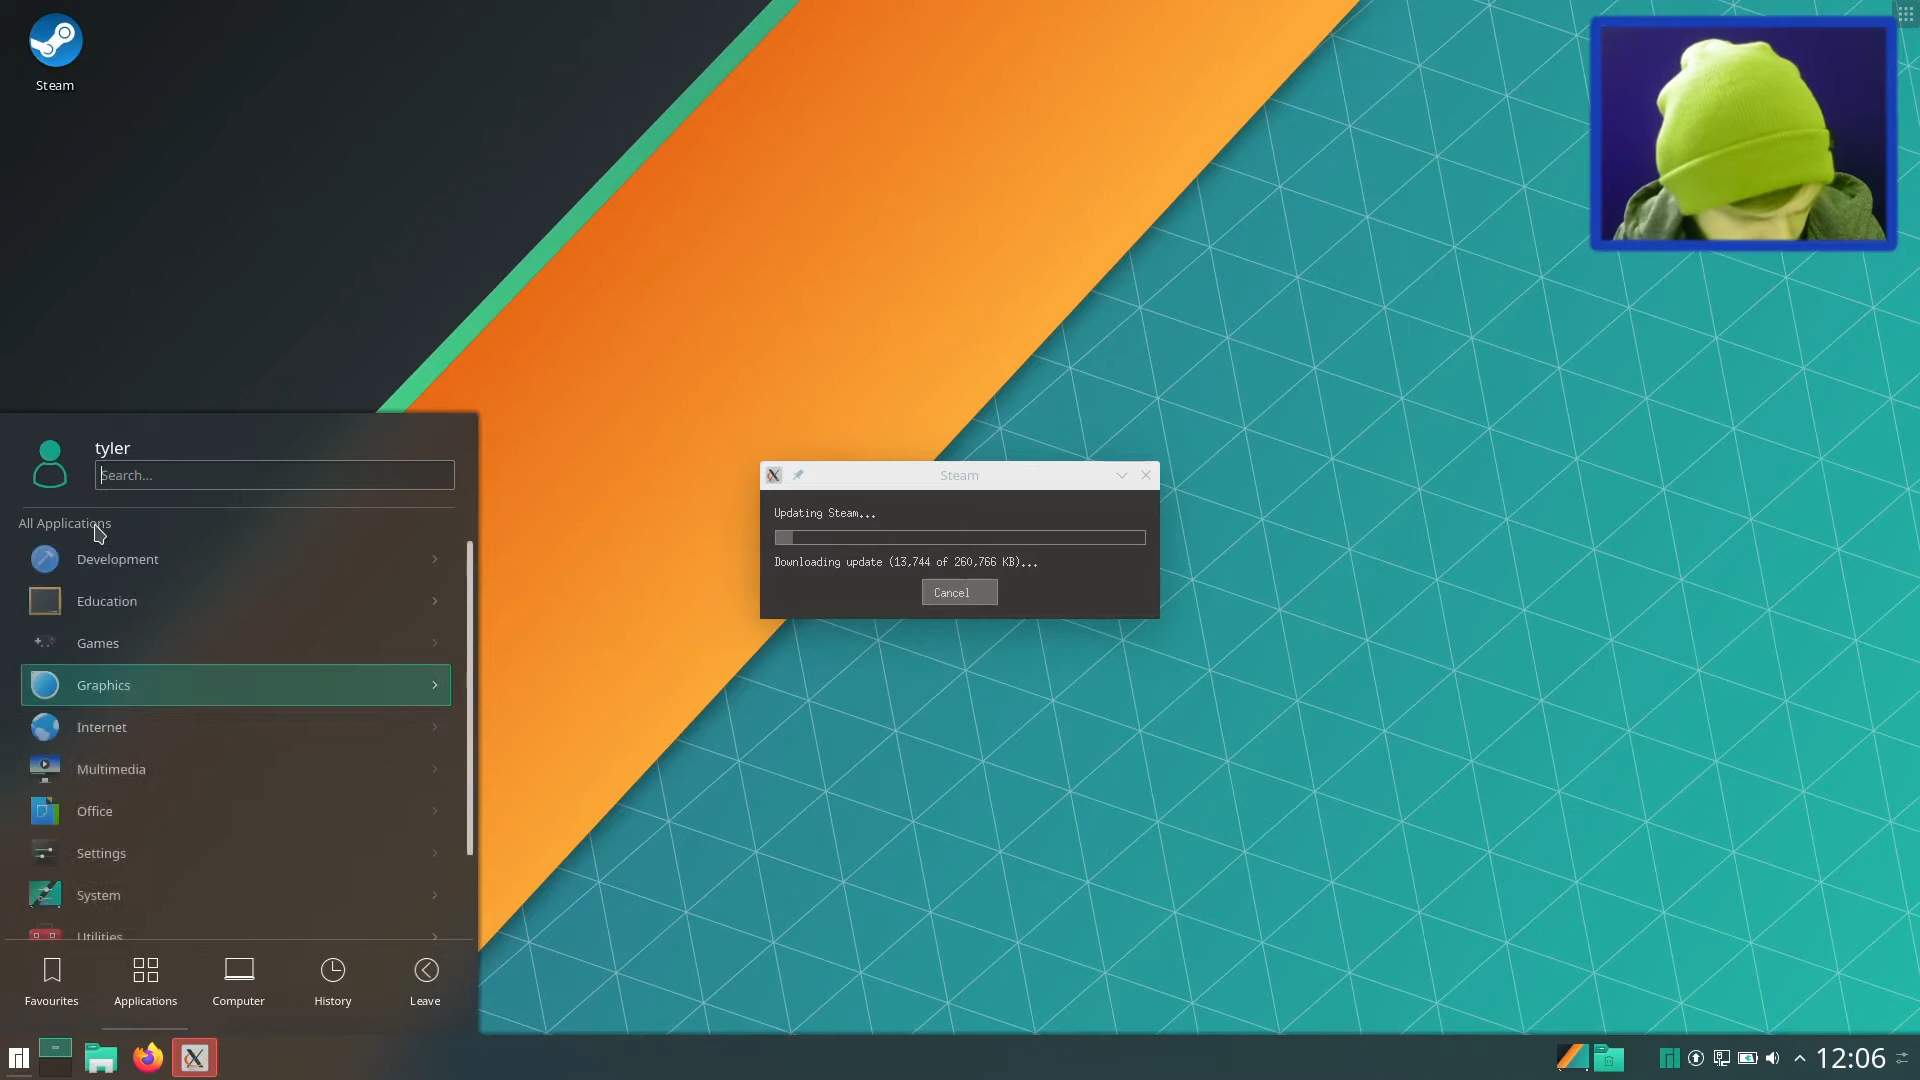 Steam
tyler
Search...
All Applications
Development
Education
Games
Graphics
Internet
Multimedia
Office
Settings
System
Utilities
Favourites
Applications
Computer
History
Leave
Steam
Updating Steam...
Downloading update (13,744 of 260,766 KB)...
Cancel
12:06